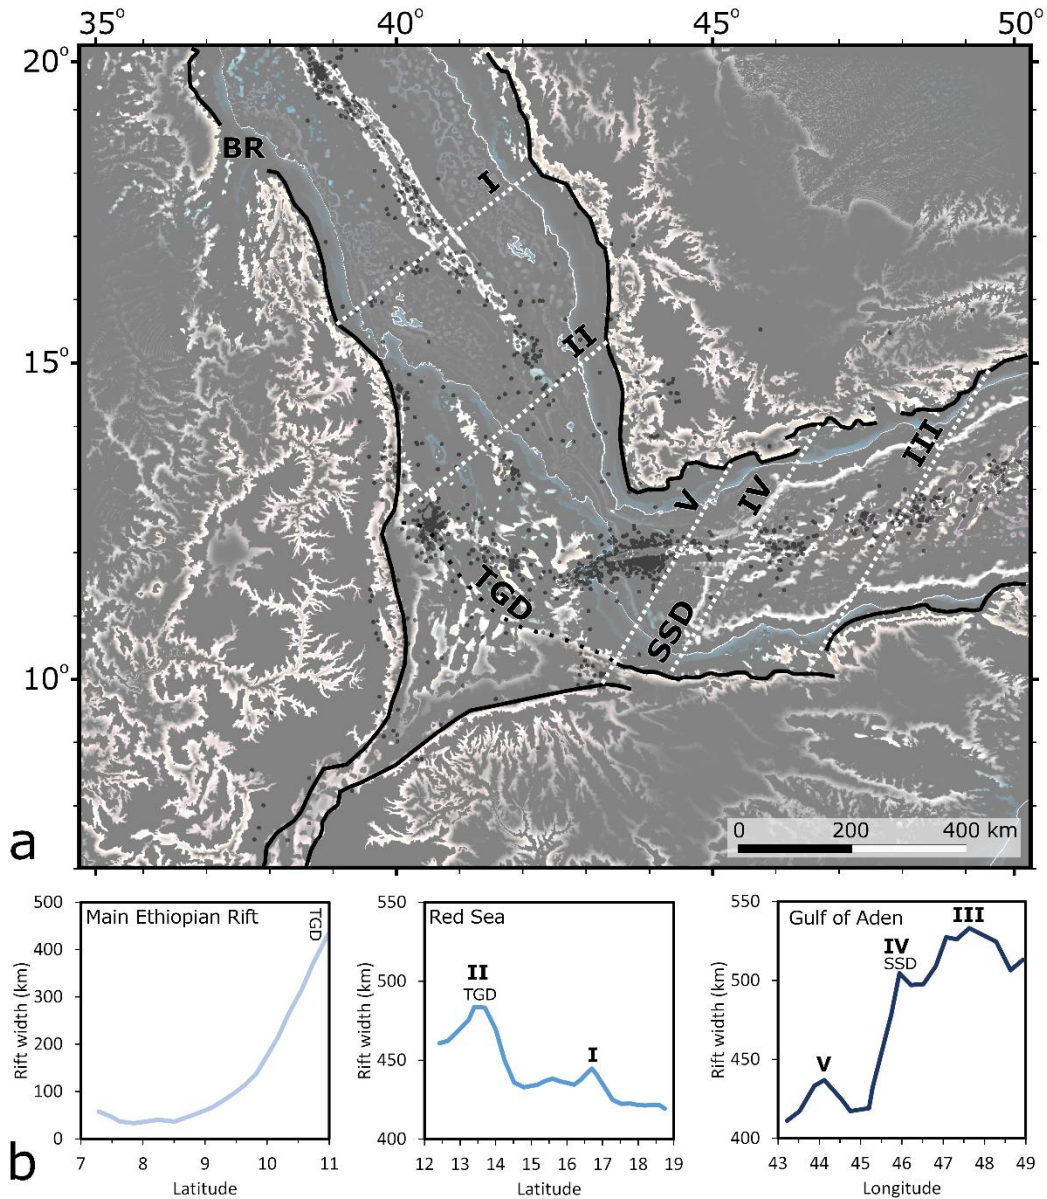 35° 40° 45° 50°
20°
BR
I
II
15°
III
V
IV
TGD
SSD
10°
0 200 400 km
a
500
400
300
200
100
0
Rift width (km)
Main Ethiopian Rift
TGD
7 8 9 10 11
Latitude
550
500
450
400
Rift width (km)
Red Sea
II
TGD
I
12 13 14 15 16 17 18 19
Latitude
550
500
450
400
Rift width (km)
Gulf of Aden
III
IV
SSD
V
43 44 45 46 47 48 49
Longitude
b